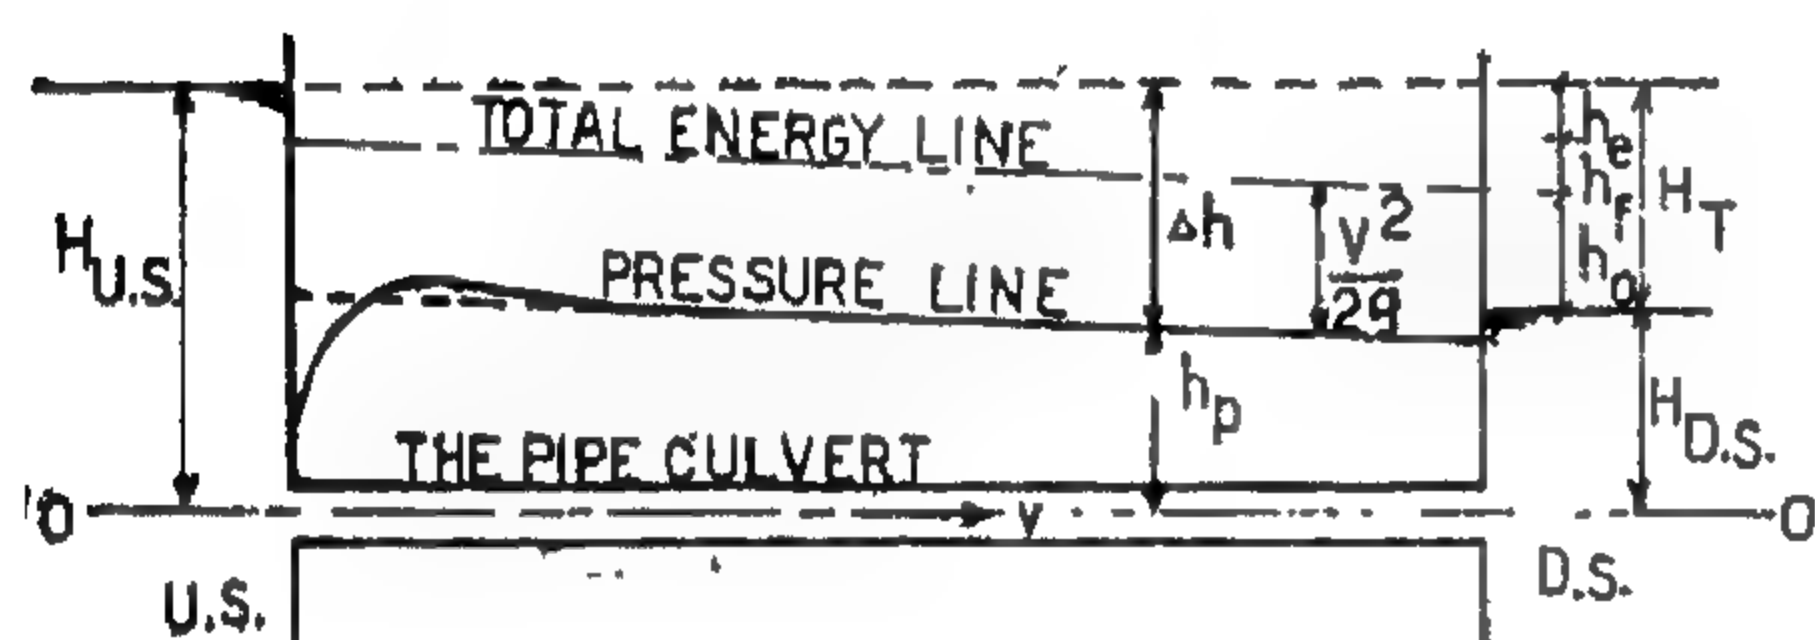 TOTAL ENERGY LINE
h_e
H_U.S.
Δh
V²/2g
h_f
H_T
PRESSURE LINE
h_o
h_p
THE PIPE CULVERT
H_D.S.
O
V
O
U.S.
D.S.